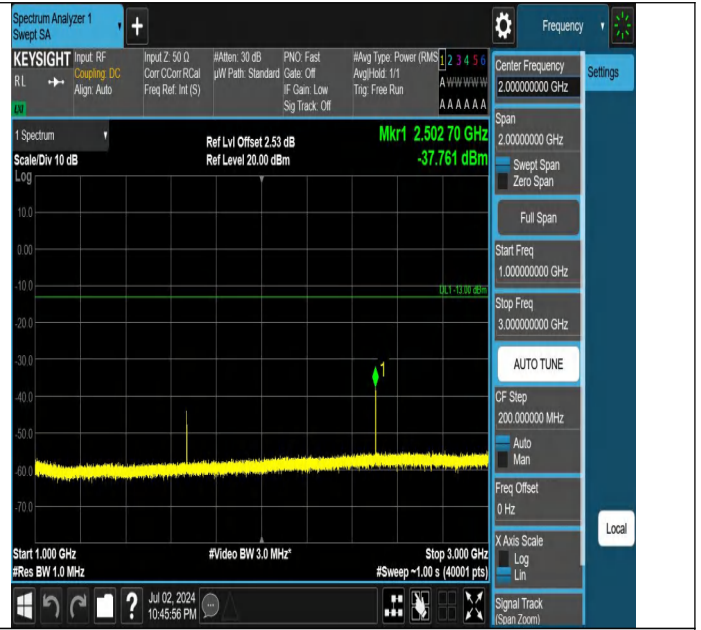 Spectrum Analyzer 1
Swept SA
Frequency
KEYSIGHT
RL
LXI
Input: RF
Coupling: DC
Align: Auto
Input Z: 50 Ω
Corr CCorr RCal
Freq Ref: Int (S)
#Atten: 30 dB
µW Path: Standard
PNO: Fast
Gate: Off
IF Gain: Low
Sig Track: Off
#Avg Type: Power (RMS
Avg|Hold: 1/1
Trig: Free Run
1 2 3 4 5 6
A W W W W W
A A A A A A
1 Spectrum
Scale/Div 10 dB
Ref Lvl Offset 2.53 dB
Ref Level 20.00 dBm
Mkr1 2.502 70 GHz
-37.761 dBm
Log
10.0
0.00
-10.0
DL1 -13.00 dBm
-20.0
-30.0
1
-40.0
-50.0
-60.0
-70.0
Start 1.000 GHz
#Video BW 3.0 MHz*
Stop 3.000 GHz
#Res BW 1.0 MHz
#Sweep ~1.00 s (40001 pts)
Jul 02, 2024
10:45:56 PM
Center Frequency
2.000000000 GHz
Settings
Span
2.00000000 GHz
Swept Span
Zero Span
Full Span
Start Freq
1.000000000 GHz
Stop Freq
3.000000000 GHz
AUTO TUNE
CF Step
200.000000 MHz
Auto
Man
Freq Offset
0 Hz
X Axis Scale
Log
Lin
Local
Signal Track
(Span Zoom)